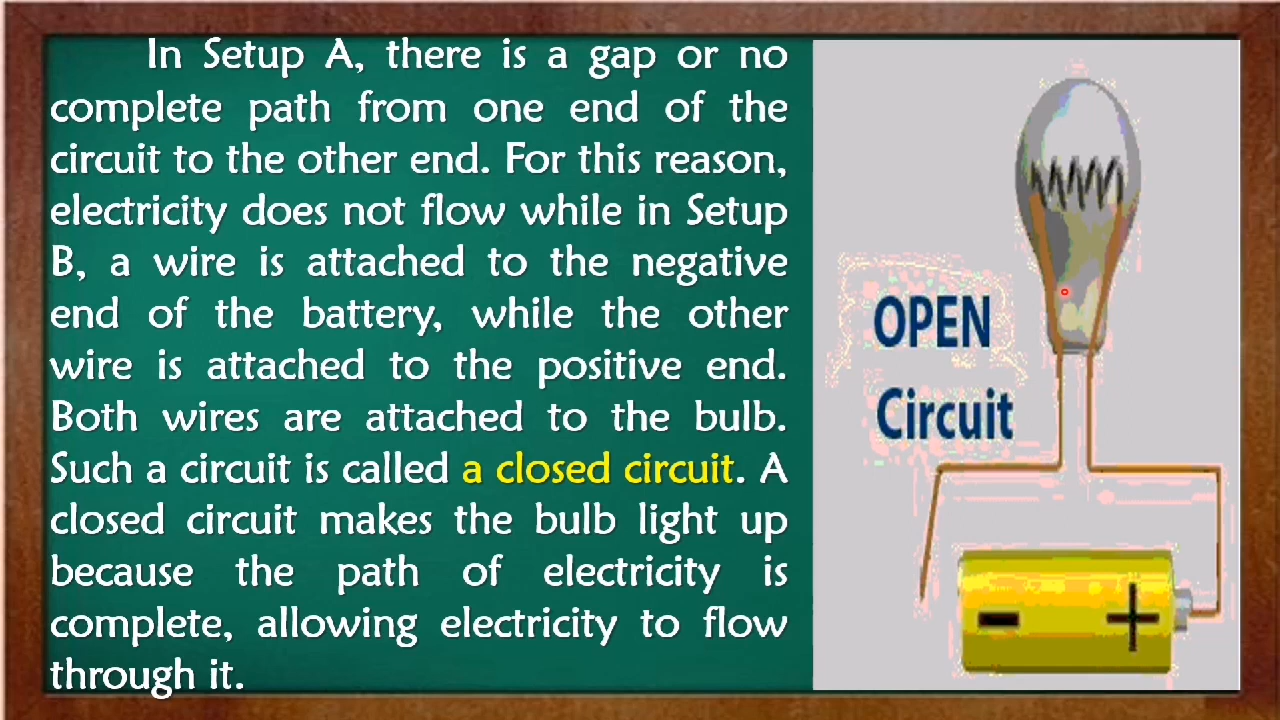 In Setup A, there is a gap or no
complete path from one end of the
circuit to the other end. For this reason,
electricity does not flow while in Setup
B, a wire is attached to the negative
end of the battery, while the other
wire is attached to the positive end.
Both wires are attached to the bulb.
Such a circuit is called a closed circuit. A
closed circuit makes the bulb light up
because the path of electricity is
complete, allowing electricity to flow
through it.
OPEN
Circuit
- +